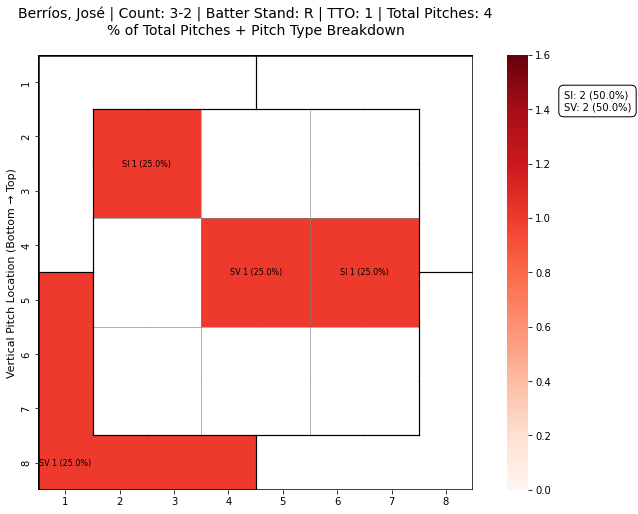 Berríos, José | Count: 3-2 | Batter Stand: R | TTO: 1 | Total Pitches: 4
% of Total Pitches + Pitch Type Breakdown
Vertical Pitch Location (Bottom → Top)
1
2
3
4
5
6
7
8
SI 1 (25.0%)
SV 1 (25.0%)
SI 1 (25.0%)
SV 1 (25.0%)
1
2
3
4
5
6
7
8
1.6
1.4
1.2
1.0
0.8
0.6
0.4
0.2
0.0
SI: 2 (50.0%)
SV: 2 (50.0%)